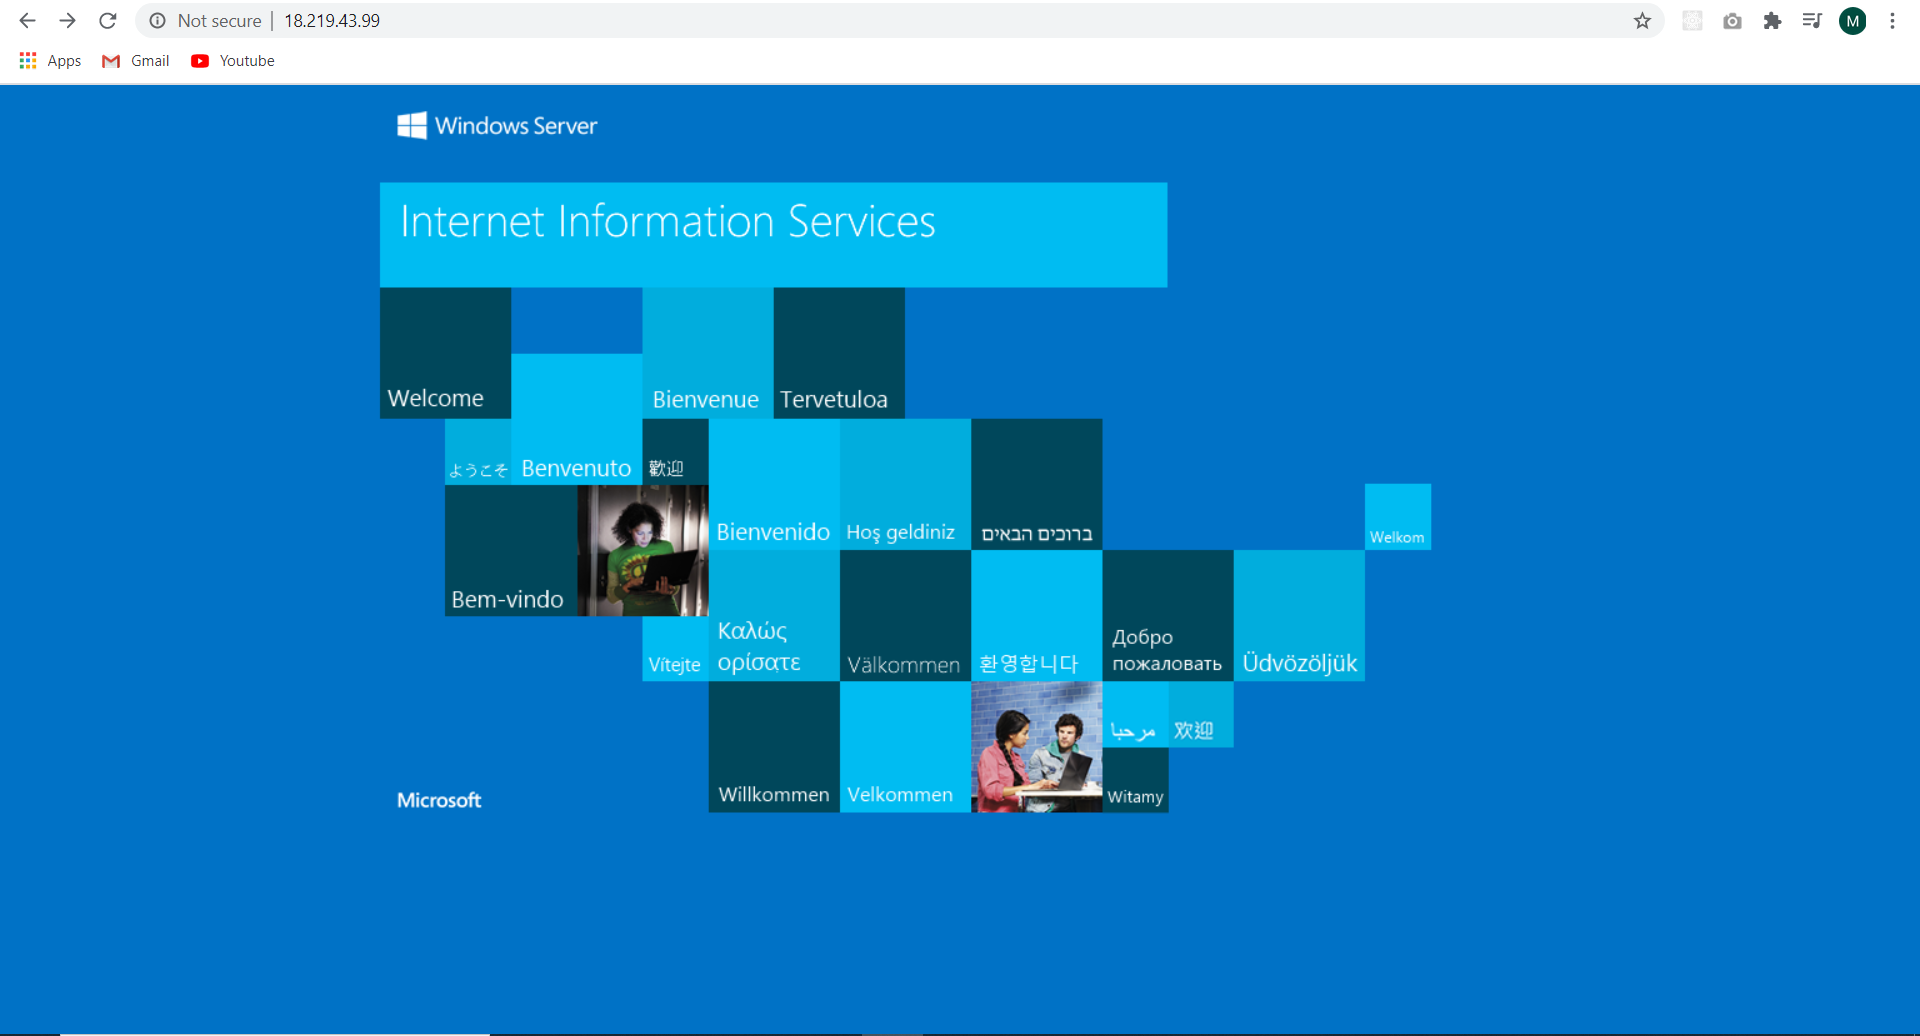 Not secure | 18.219.43.99
M
Apps
Gmail
Youtube
Windows Server
Internet Information Services
Welcome
Bienvenue
Tervetuloa
ようこそ
Benvenuto
歡迎
Bienvenido
Hoş geldiniz
ברוכים הבאים
Welkom
Bem-vindo
Vítejte
Καλώς
ορίσατε
Välkommen
환영합니다
Добро
пожаловать
Üdvözöljük
مرحبا
欢迎
Willkommen
Velkommen
Witamy
Microsoft